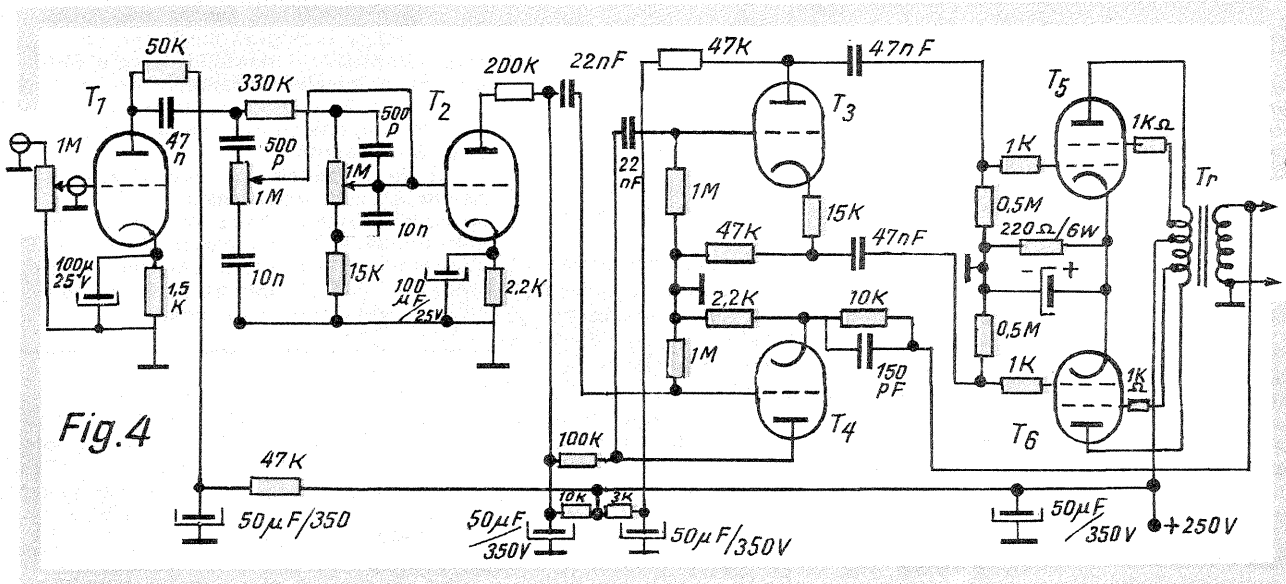 50K
T1
1M
47
n
330K
500
P
1M
10n
100µ
25V
1,5
K
500
P
1M
10n
15K
T2
200K
100
µF
/25V
2,2K
22nF
22
nF
47K
47nF
T3
1M
15K
47K
47nF
2,2K
10K
1M
150
PF
T4
T5
1KΩ
1K
0,5M
220Ω/6W
- +
0,5M
1K
1K
Ω
T6
Tr
Fig.4
47K
100K
10K
3K
50µF/350
50µF
/350V
50µF/350V
50µF
/350V
+250V